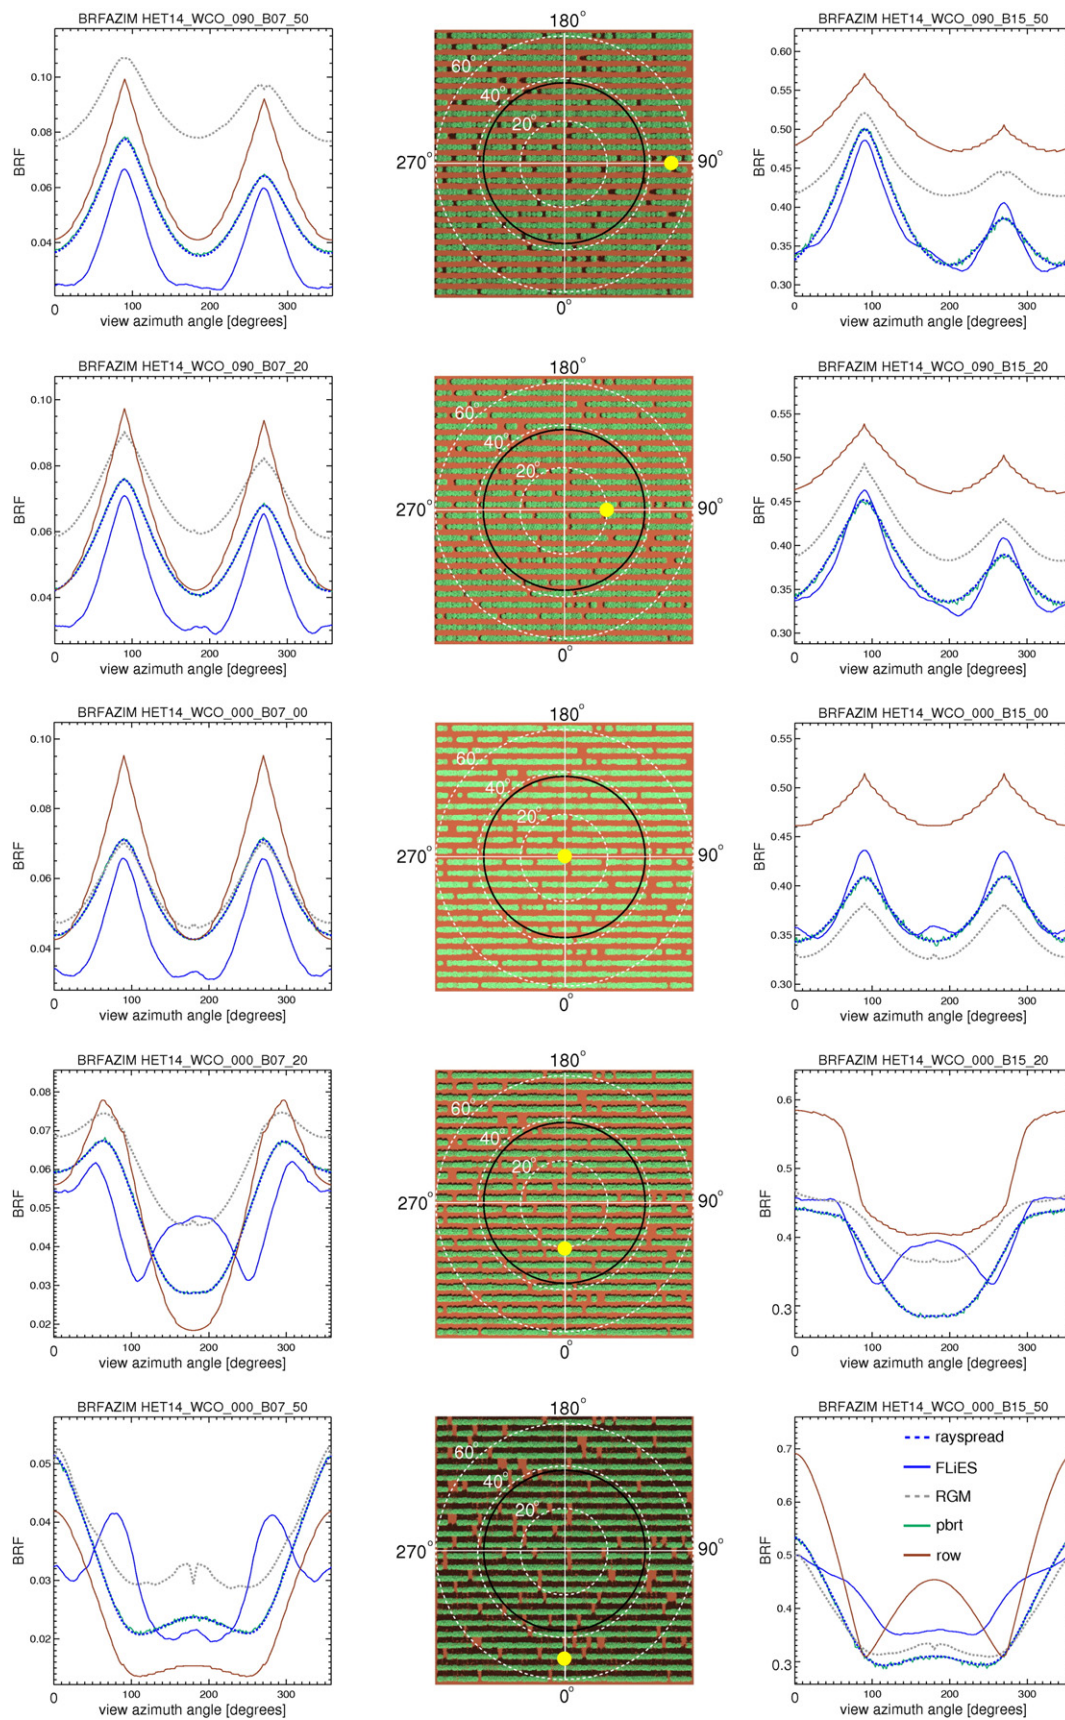 BRFAZIM HET14_WCO_090_B07_50
BRF
0.10
0.08
0.06
0.04
0 100 200 300
view azimuth angle [degrees]
180°
60°
40°
20°
270°
90°
0°
BRFAZIM HET14_WCO_090_B15_50
BRF
0.60
0.55
0.50
0.45
0.40
0.35
0.30
0 100 200 300
view azimuth angle [degrees]
BRFAZIM HET14_WCO_090_B07_20
BRF
0.10
0.08
0.06
0.04
0 100 200 300
view azimuth angle [degrees]
180°
60°
40°
20°
270°
90°
0°
BRFAZIM HET14_WCO_090_B15_20
BRF
0.55
0.50
0.45
0.40
0.35
0.30
0 100 200 300
view azimuth angle [degrees]
BRFAZIM HET14_WCO_000_B07_00
BRF
0.10
0.08
0.06
0.04
0 100 200 300
view azimuth angle [degrees]
180°
60°
40°
20°
270°
90°
0°
BRFAZIM HET14_WCO_000_B15_00
BRF
0.55
0.50
0.45
0.40
0.35
0.30
0 100 200 300
view azimuth angle [degrees]
BRFAZIM HET14_WCO_000_B07_20
BRF
0.08
0.07
0.06
0.05
0.04
0.03
0.02
0 100 200 300
view azimuth angle [degrees]
180°
60°
40°
20°
270°
90°
0°
BRFAZIM HET14_WCO_000_B15_20
BRF
0.6
0.5
0.4
0.3
0 100 200 300
view azimuth angle [degrees]
BRFAZIM HET14_WCO_000_B07_50
BRF
0.05
0.04
0.03
0.02
0 100 200 300
view azimuth angle [degrees]
180°
60°
40°
20°
270°
90°
0°
BRFAZIM HET14_WCO_000_B15_50
BRF
0.7
0.6
0.5
0.4
0.3
rayspread
FLiES
RGM
pbrt
row
0 100 200 300
view azimuth angle [degrees]